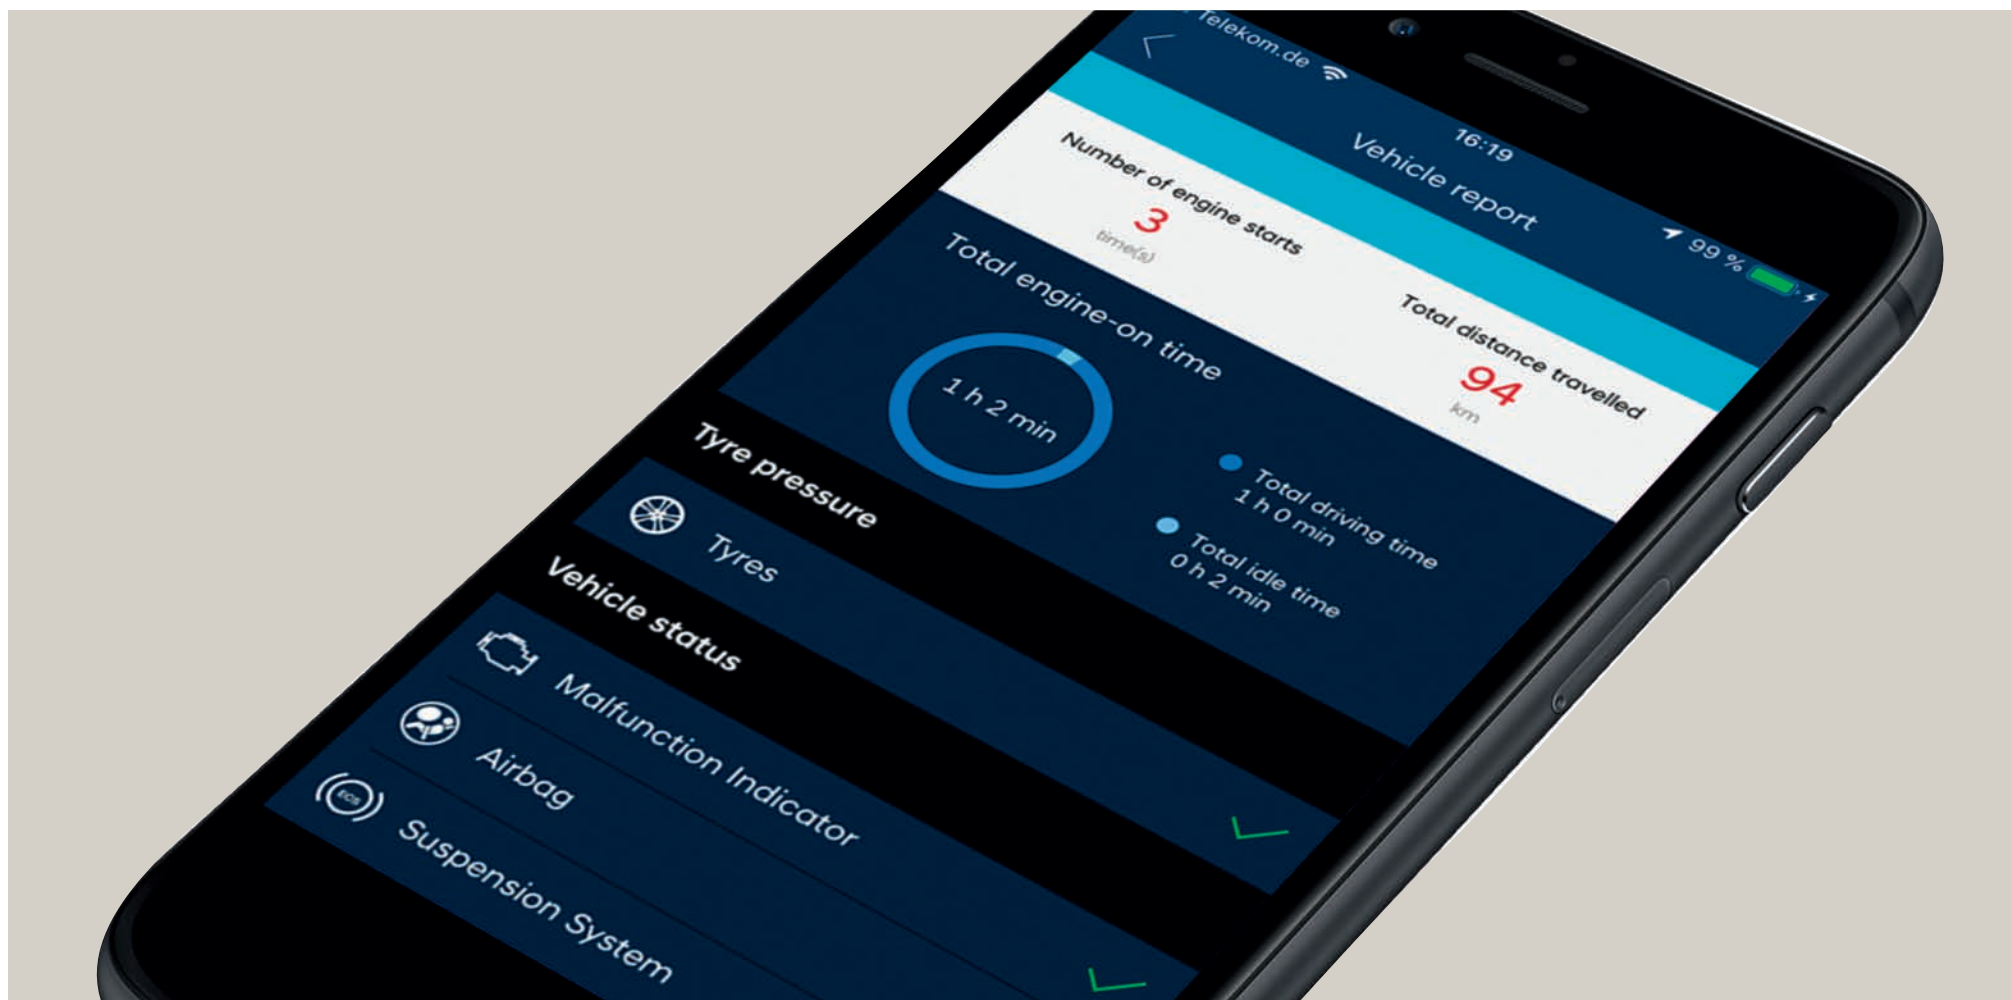 Telekom.de
16:19
99 %
Vehicle report
Number of engine starts
3
time(s)
Total distance travelled
94
km
Total engine-on time
1 h 2 min
Total driving time
1 h 0 min
Total idle time
0 h 2 min
Tyre pressure
Tyres
Vehicle status
Malfunction Indicator
Airbag
ECS
Suspension System